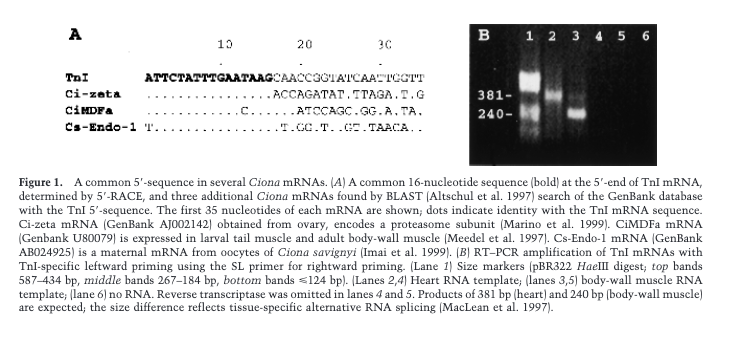 A
10
20 30
TnI ATTCTATTTGAATAAGCAACCGGTATCAATTGGTT
Ci-zeta ................ACCAGATAT.TTAGA.T.G
CiMDFa ............C......ATCCAGC.GG.A.TA.
Cs-Endo-1 T................T.GG.T..GT.TAACA..
B 1 2 3 4 5 6
381-
240-
Figure 1. A common 5′-sequence in several Ciona mRNAs. (A) A common 16-nucleotide sequence (bold) at the 5′-end of TnI mRNA,
determined by 5′-RACE, and three additional Ciona mRNAs found by BLAST (Altschul et al. 1997) search of the GenBank database
with the TnI 5′-sequence. The first 35 nucleotides of each mRNA are shown; dots indicate identity with the TnI mRNA sequence.
Ci-zeta mRNA (GenBank AJ002142) obtained from ovary, encodes a proteasome subunit (Marino et al. 1999). CiMDFa mRNA
(Genbank U80079) is expressed in larval tail muscle and adult body-wall muscle (Meedel et al. 1997). Cs-Endo-1 mRNA (GenBank
AB024925) is a maternal mRNA from oocytes of Ciona savignyi (Imai et al. 1999). (B) RT–PCR amplification of TnI mRNAs with
TnI-specific leftward priming using the SL primer for rightward priming. (Lane 1) Size markers (pBR322 HaeIII digest; top bands
587–434 bp, middle bands 267–184 bp, bottom bands ≤124 bp). (Lanes 2,4) Heart RNA template; (lanes 3,5) body-wall muscle RNA
template; (lane 6) no RNA. Reverse transcriptase was omitted in lanes 4 and 5. Products of 381 bp (heart) and 240 bp (body-wall muscle)
are expected; the size difference reflects tissue-specific alternative RNA splicing (MacLean et al. 1997).